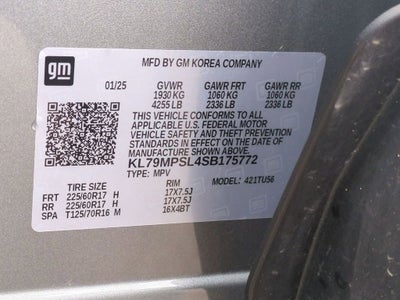 gm
MFD BY GM KOREA COMPANY
01/25 GVWR GAWR FRT GAWR RR
1930 KG 1060 KG 1060 KG
4255 LB 2336 LB 2336 LB
THIS VEHICLE CONFORMS TO ALL
APPLICABLE U.S. FEDERAL MOTOR
VEHICLE SAFETY AND THEFT PREVENTION
STANDARDS IN EFFECT ON THE DATE OF
MANUFACTURE SHOWN ABOVE.
KL79MPSL4SB175772
TYPE: MPV MODEL: 421TU56
TIRE SIZE RIM
FRT 225/60R17 H 17X7.5J
RR 225/60R17 H 17X7.5J
SPA T125/70R16 M 16X4BT